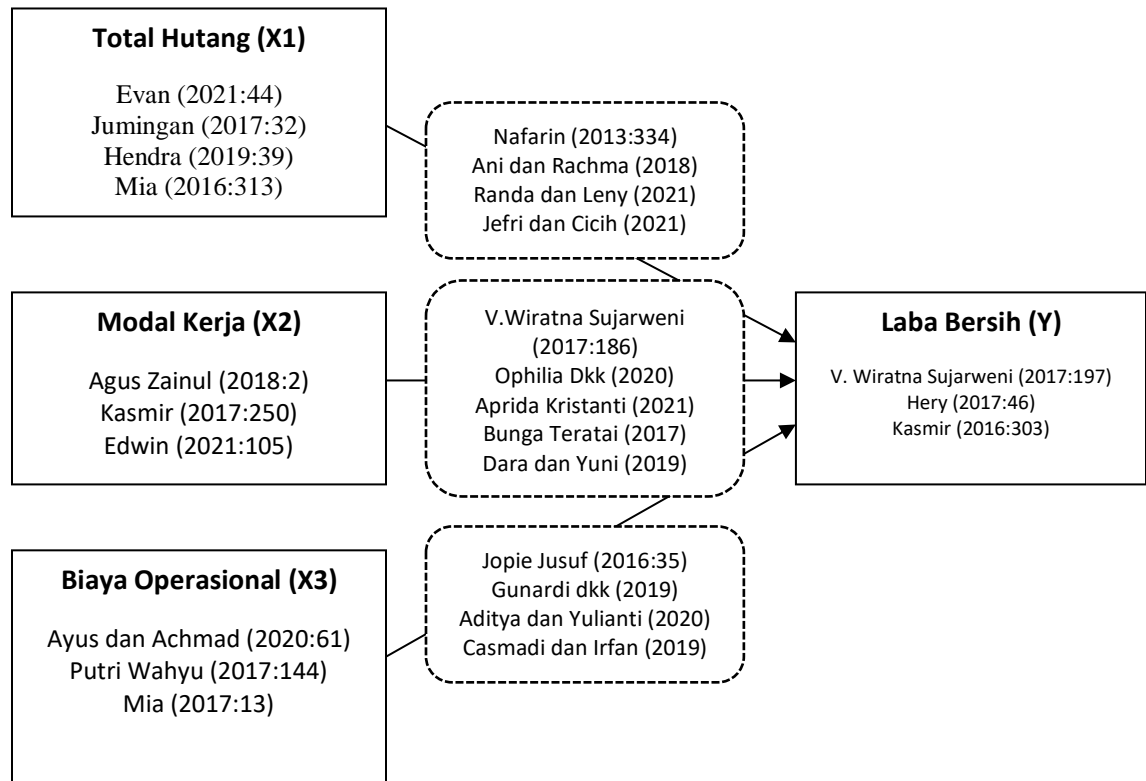 Total Hutang (X1)
Evan (2021:44)
Jumingan (2017:32)
Hendra (2019:39)
Mia (2016:313)
Nafarin (2013:334)
Ani dan Rachma (2018)
Randa dan Leny (2021)
Jefri dan Cicih (2021)
Modal Kerja (X2)
Agus Zainul (2018:2)
Kasmir (2017:250)
Edwin (2021:105)
V.Wiratna Sujarweni
(2017:186)
Ophilia Dkk (2020)
Aprida Kristanti (2021)
Bunga Teratai (2017)
Dara dan Yuni (2019)
Laba Bersih (Y)
V. Wiratna Sujarweni (2017:197)
Hery (2017:46)
Kasmir (2016:303)
Biaya Operasional (X3)
Ayus dan Achmad (2020:61)
Putri Wahyu (2017:144)
Mia (2017:13)
Jopie Jusuf (2016:35)
Gunardi dkk (2019)
Aditya dan Yulianti (2020)
Casmadi dan Irfan (2019)